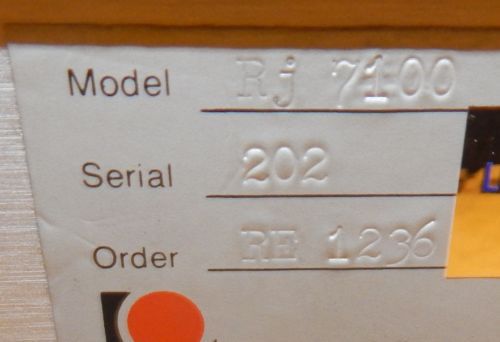 Model Rj 7100
Serial 202
Order RE 1236
L